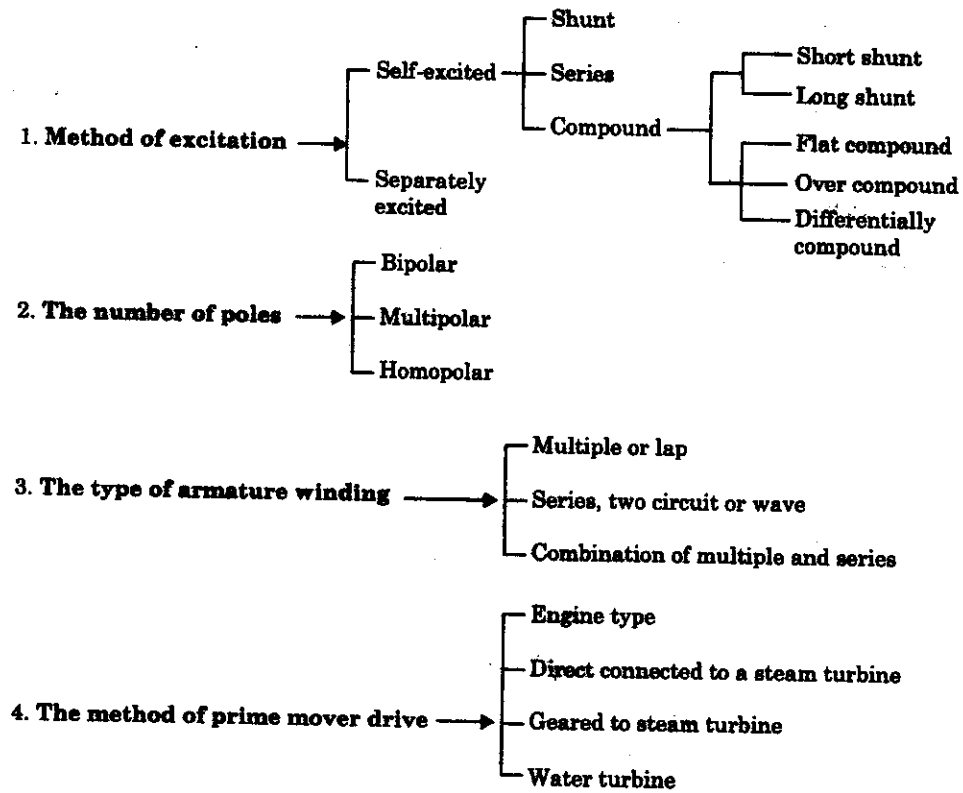 Shunt
Self-excited
Series
Short shunt
Long shunt
Compound
1. Method of excitation
Flat compound
Over compound
Separately
excited
Differentially
compound
Bipolar
2. The number of poles
Multipolar
Homopolar
Multiple or lap
3. The type of armature winding
Series, two circuit or wave
Combination of multiple and series
Engine type
Direct connected to a steam turbine
4. The method of prime mover drive
Geared to steam turbine
Water turbine